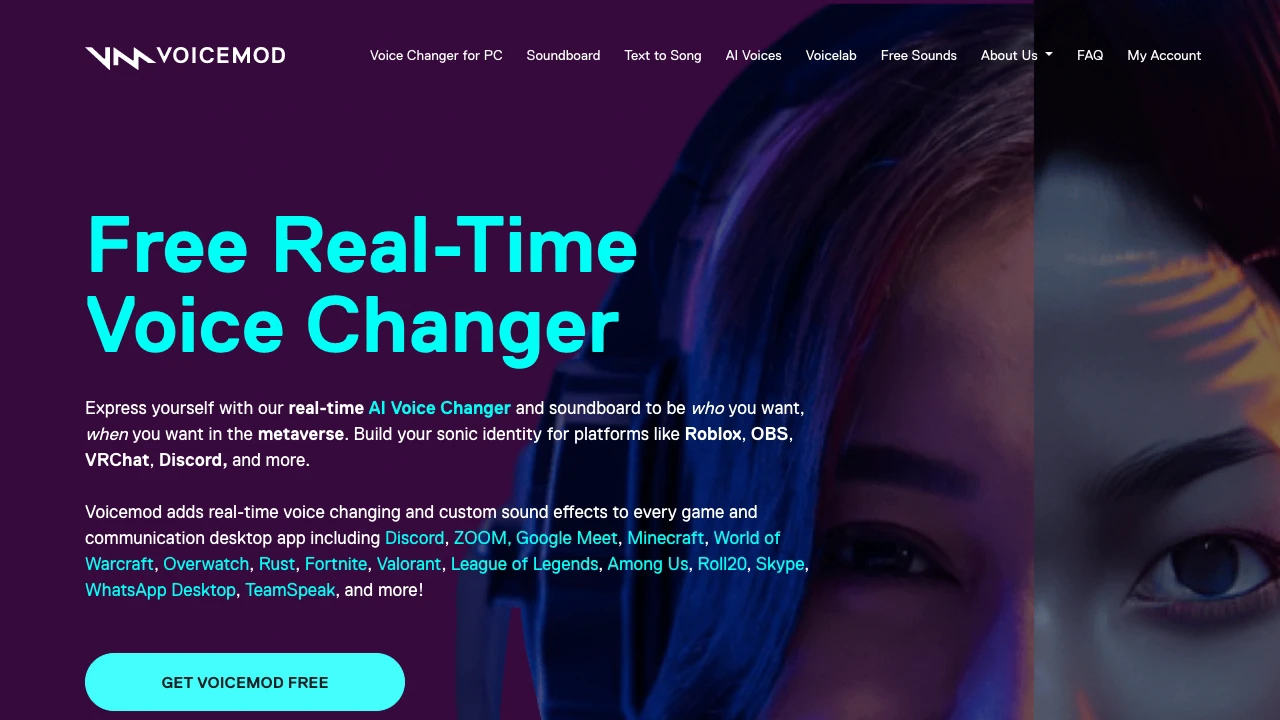 VOICEMOD
Voice Changer for PC Soundboard Text to Song AI Voices Voicelab Free Sounds About Us FAQ My Account
Free Real-Time
Voice Changer
Express yourself with our real-time AI Voice Changer and soundboard to be who you want,
when you want in the metaverse. Build your sonic identity for platforms like Roblox, OBS,
VRChat, Discord, and more.
Voicemod adds real-time voice changing and custom sound effects to every game and
communication desktop app including Discord, ZOOM, Google Meet, Minecraft, World of
Warcraft, Overwatch, Rust, Fortnite, Valorant, League of Legends, Among Us, Roll20, Skype,
WhatsApp Desktop, TeamSpeak, and more!
GET VOICEMOD FREE